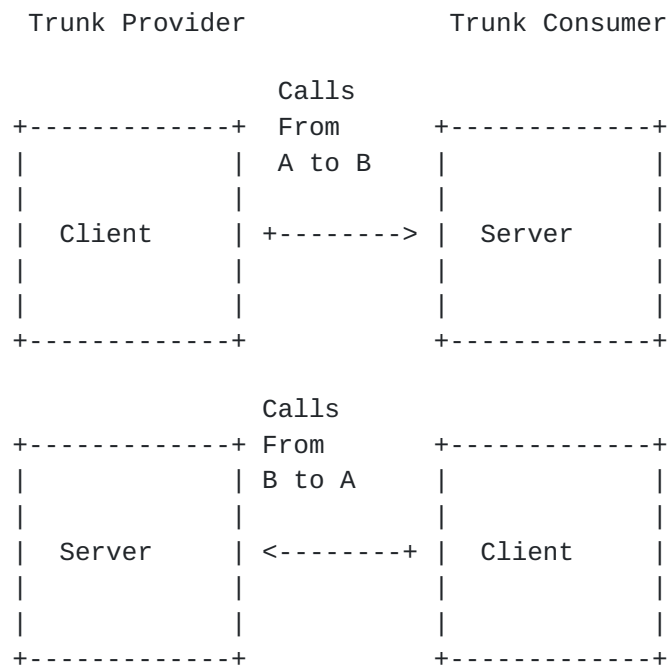 Trunk Provider Trunk Consumer
Calls
From
A to B
Client +--------> Server
Calls
From
B to A
Server <--------+ Client